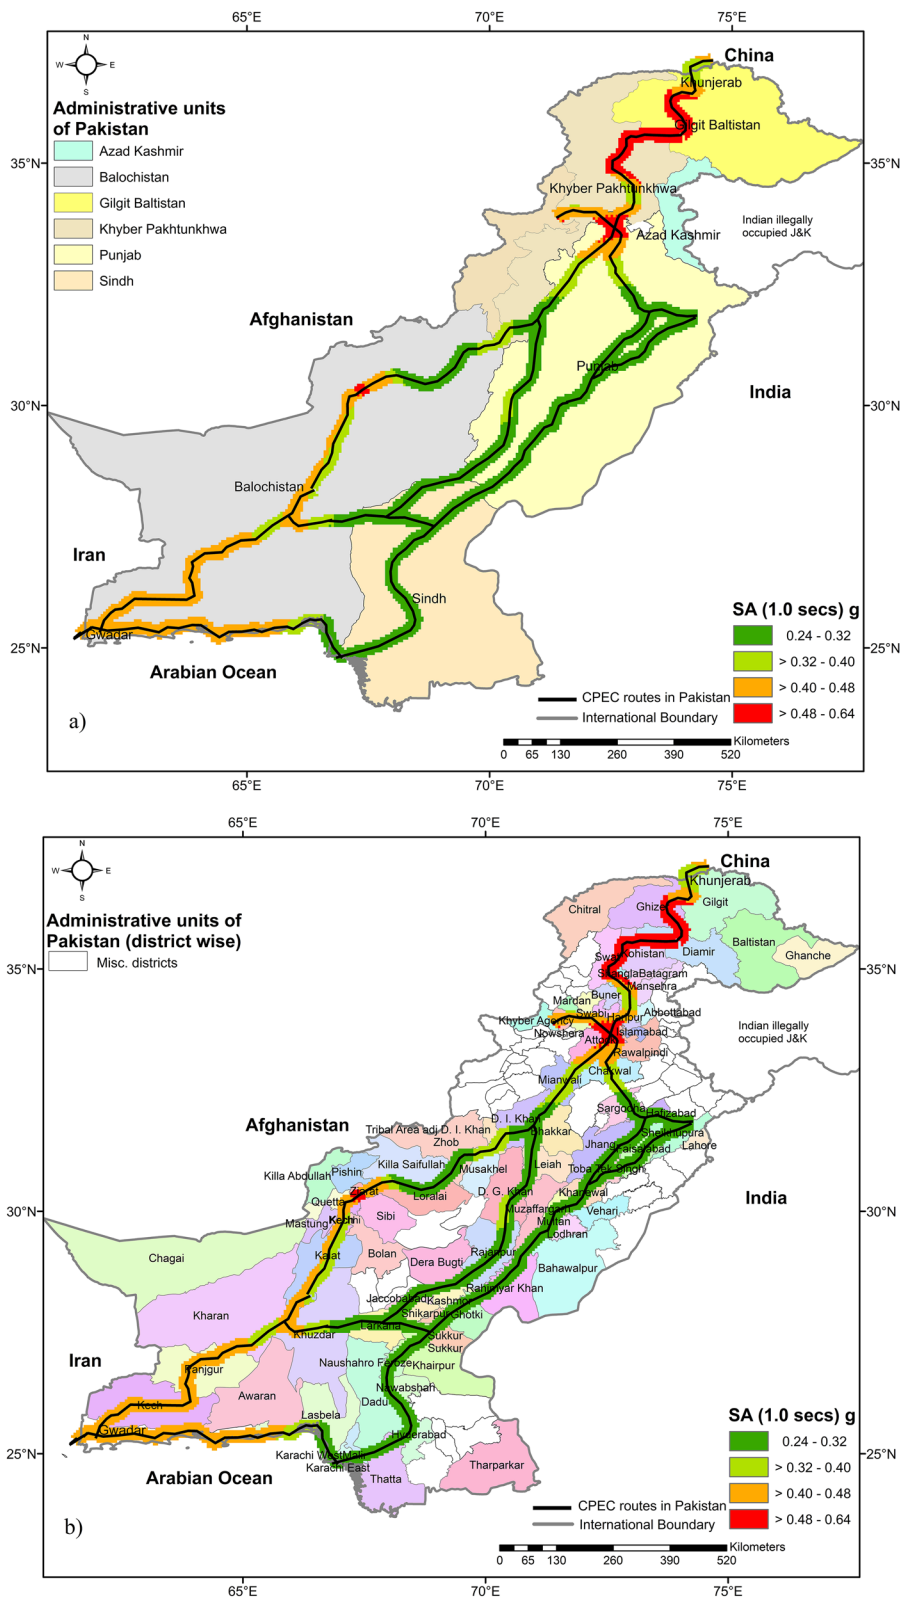 65°E 70°E 75°E
N
W E
S
China
Khunjerab
Administrative units
of Pakistan
Azad Kashmir
Balochistan
Gilgit Baltistan
Khyber Pakhtunkhwa
Punjab
Sindh
Gilgit Baltistan
35°N 35°N
Khyber Pakhtunkhwa
Indian illegally
occupied J&K
Azad Kashmir
Afghanistan
Punjab
India
30°N 30°N
Balochistan
Iran
Sindh
Gwadar
25°N 25°N
Arabian Ocean
SA (1.0 secs) g
0.24 - 0.32
> 0.32 - 0.40
> 0.40 - 0.48
> 0.48 - 0.64
CPEC routes in Pakistan
International Boundary
a)
Kilometers
0 65 130 260 390 520
65°E 70°E 75°E
65°E 70°E 75°E
N
W E
S
China
Khunjerab
Administrative units of
Pakistan (district wise)
Misc. districts
Chitral
Gilgit
Baltistan
Ghanche
Kohistan
Diamir
35°N 35°N
Shangla Batagram
Mansehra
Buner
Mardan
Abbottabad
Swabi
Haripur
Khyber Agency
Nowshera
Islamabad
Rawalpindi
Indian illegally
occupied J&K
Chakwal
Mianwali
Afghanistan
Sargodha
Hafizabad
D. I. Khan
Tribal Area adj D. I. Khan
Bhakkar
Sheikhupura
Zhob
Jhang
Faisalabad
Lahore
Killa Saifullah
Musakhel
Leiah
Toba Tek Singh
Killa Abdullah
Pishin
Ziarat
Loralai
D. G. Khan
Khanewal
India
Quetta
Muzaffargarh
Vehari
30°N 30°N
Mastung
Sibi
Multan
Lodhran
Chagai
Kalat
Bolan
Dera Bugti
Rajanpur
Bahawalpur
Rahimyar Khan
Kharan
Jaccobabad
Kashmor
Shikarpur
Ghotki
Larkana
Khuzdar
Sukkur
Sukkur
Iran
Panjgur
Naushahro Feroze
Khairpur
Kech
Awaran
Nawabshah
Dadu
Lasbela
Gwadar
Hyderabad
25°N 25°N
Karachi West
Malir
Karachi East
Arabian Ocean
Thatta
Tharparkar
SA (1.0 secs) g
0.24 - 0.32
> 0.32 - 0.40
> 0.40 - 0.48
> 0.48 - 0.64
CPEC routes in Pakistan
International Boundary
b)
Kilometers
0 65 130 260 390 520
65°E 70°E 75°E